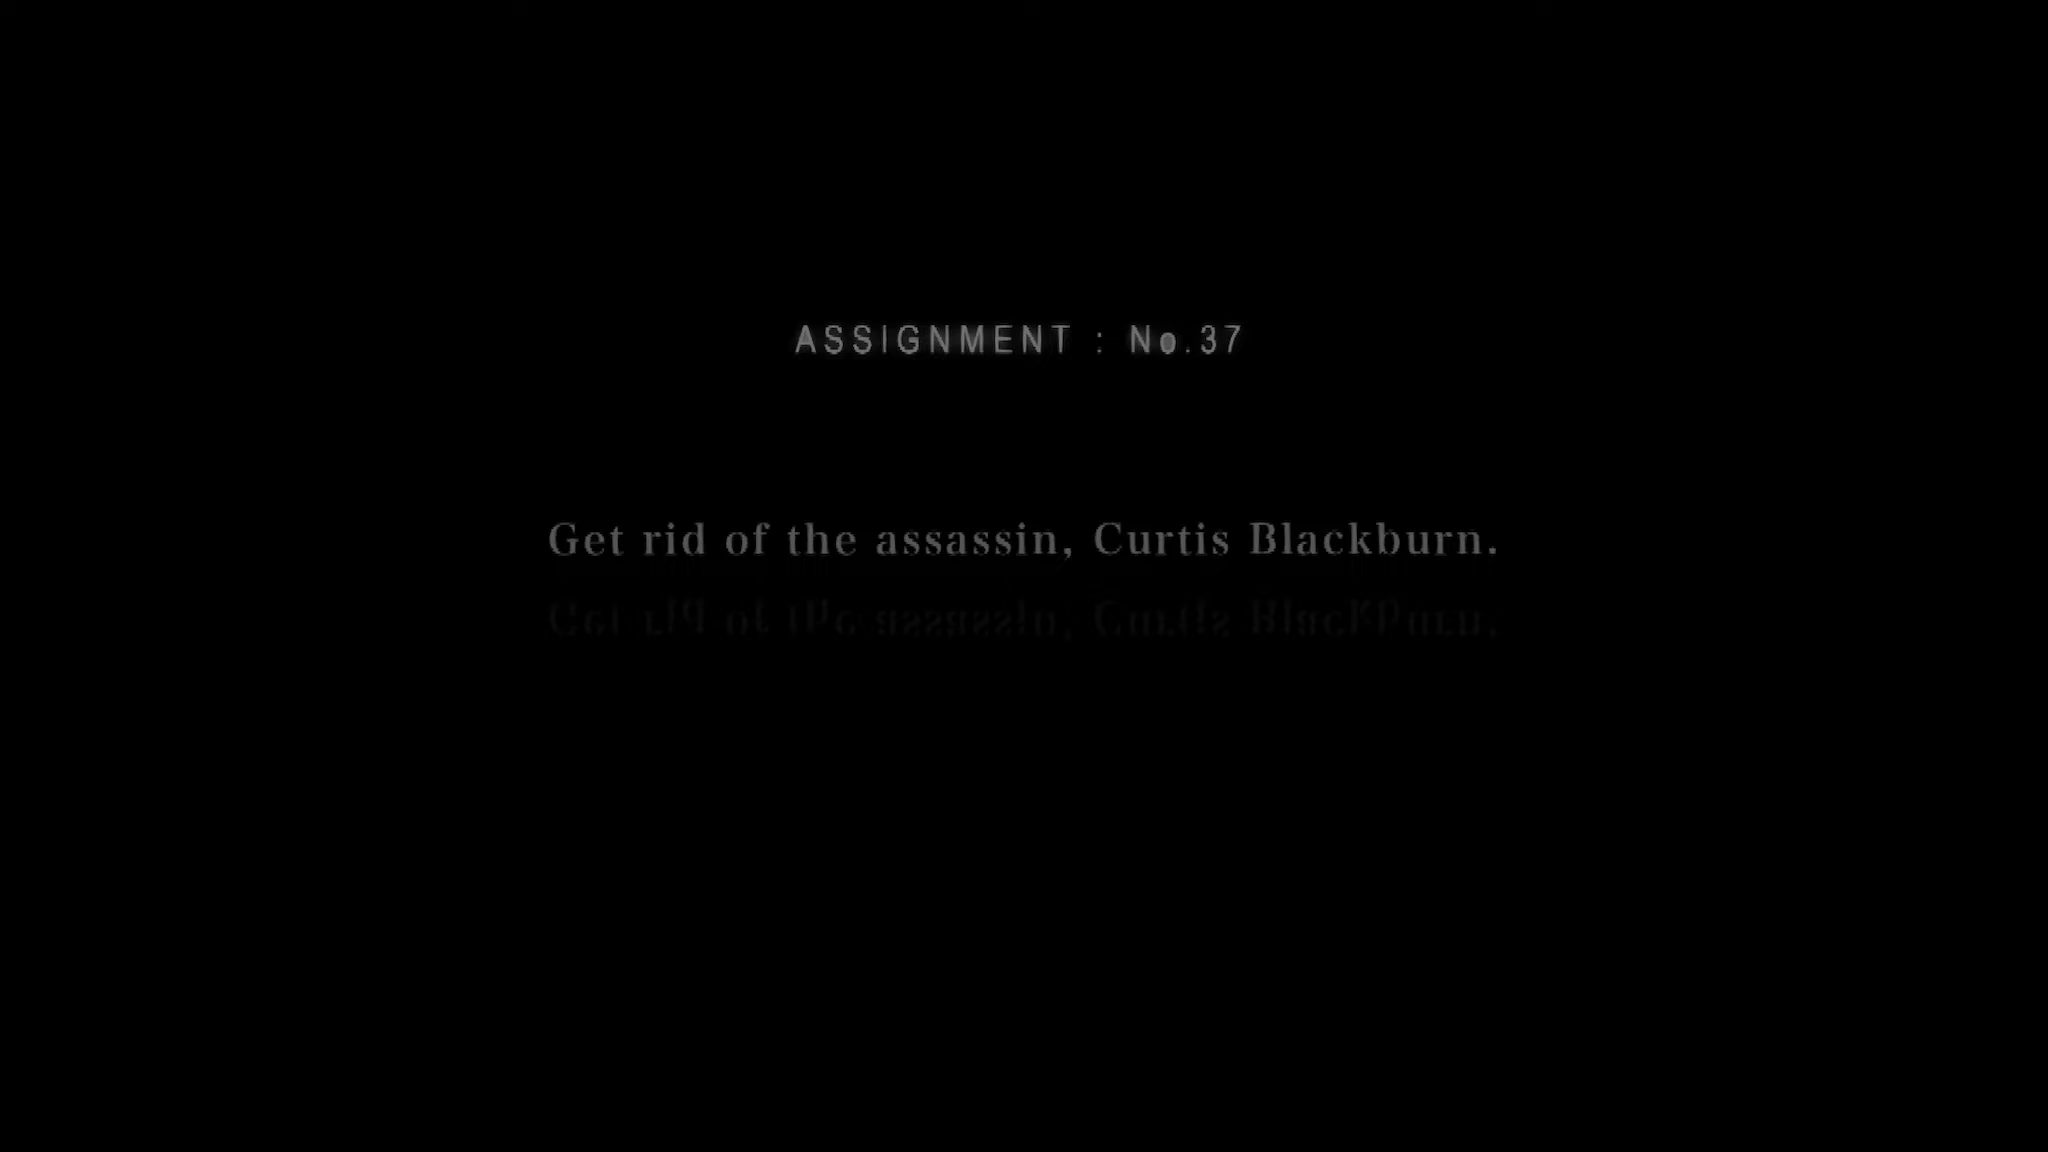 ASSIGNMENT : No.37
Get rid of the assassin, Curtis Blackburn.